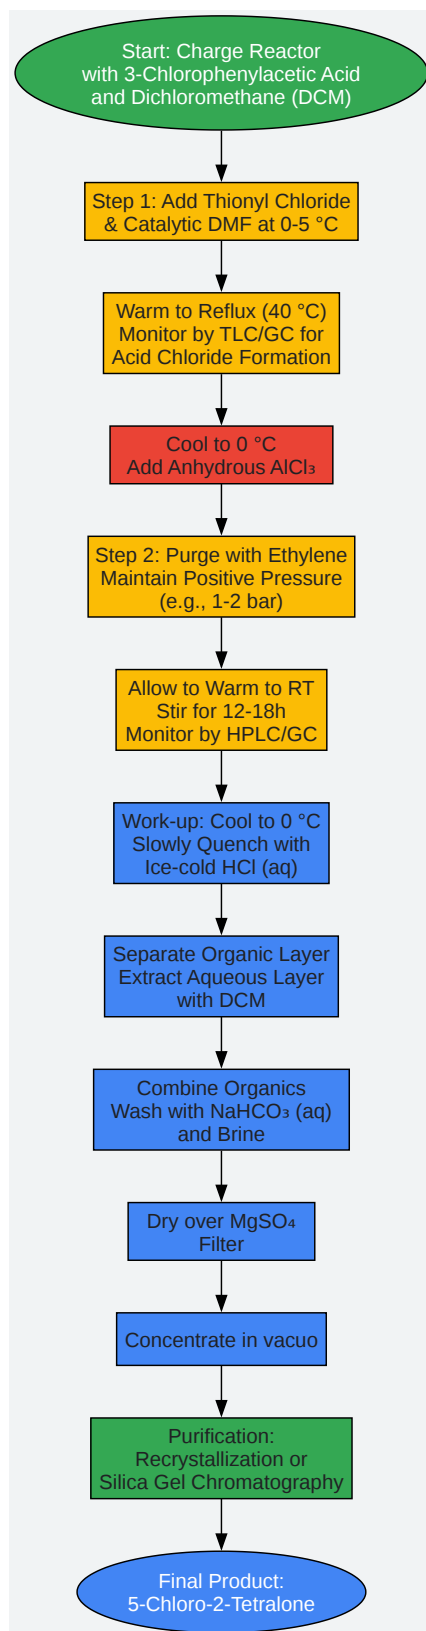 Start: Charge Reactor
with 3-Chlorophenylacetic Acid
and Dichloromethane (DCM)
Step 1: Add Thionyl Chloride
& Catalytic DMF at 0-5 °C
Warm to Reflux (40 °C)
Monitor by TLC/GC for
Acid Chloride Formation
Cool to 0 °C
Add Anhydrous AlCl₃
Step 2: Purge with Ethylene
Maintain Positive Pressure
(e.g., 1-2 bar)
Allow to Warm to RT
Stir for 12-18h
Monitor by HPLC/GC
Work-up: Cool to 0 °C
Slowly Quench with
Ice-cold HCl (aq)
Separate Organic Layer
Extract Aqueous Layer
with DCM
Combine Organics
Wash with NaHCO₃ (aq)
and Brine
Dry over MgSO₄
Filter
Concentrate in vacuo
Purification:
Recrystallization or
Silica Gel Chromatography
Final Product:
5-Chloro-2-Tetralone